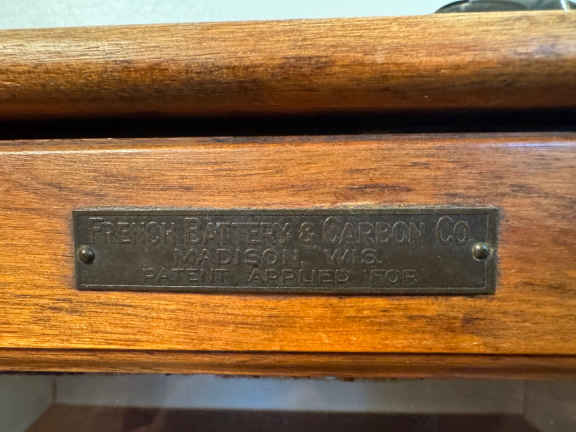 FRENCH BATTERY & CARBON CO.
MADISON, WIS.
PATENT APPLIED FOR